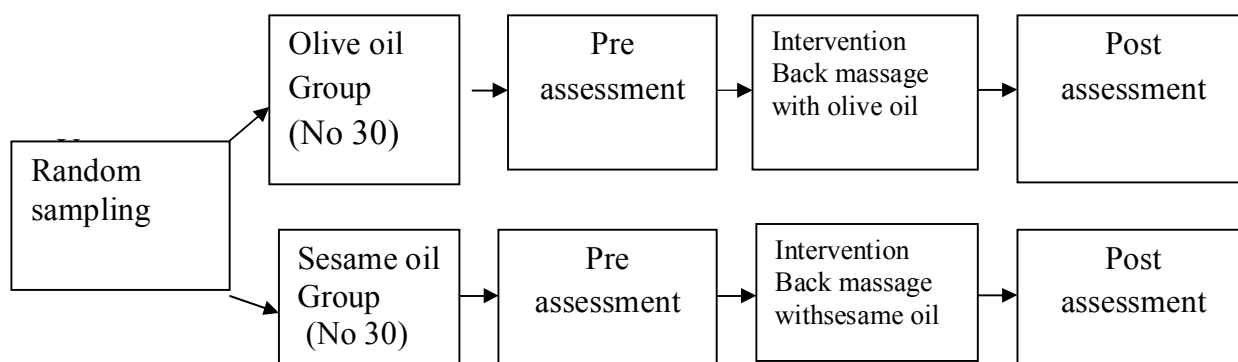 Random
sampling
Olive oil
Group
(No 30)
Pre
assessment
Intervention
Back massage
with olive oil
Post
assessment
Sesame oil
Group
(No 30)
Pre
assessment
Intervention
Back massage
withsesame oil
Post
assessment